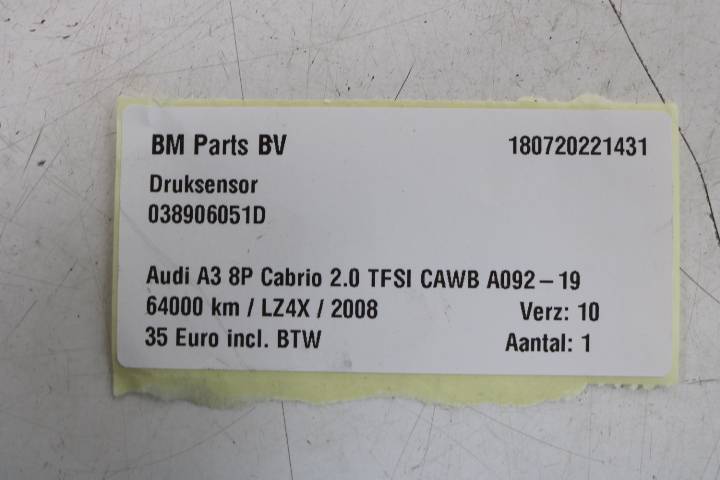 BM Parts BV 180720221431
Druksensor
038906051D
Audi A3 8P Cabrio 2.0 TFSI CAWB A092-19
64000 km / LZ4X / 2008 Verz: 10
35 Euro incl. BTW Aantal: 1